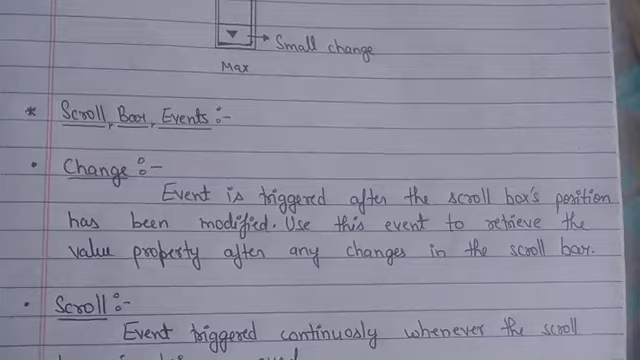 Small change
Max
* Scroll, Bar, Events :-
• Change :-
Event is triggered after the scroll box's position
has been modified. Use this event to retrieve the
value property after any changes in the scroll bar.
• Scroll :-
Event triggered continuosly whenever the scroll